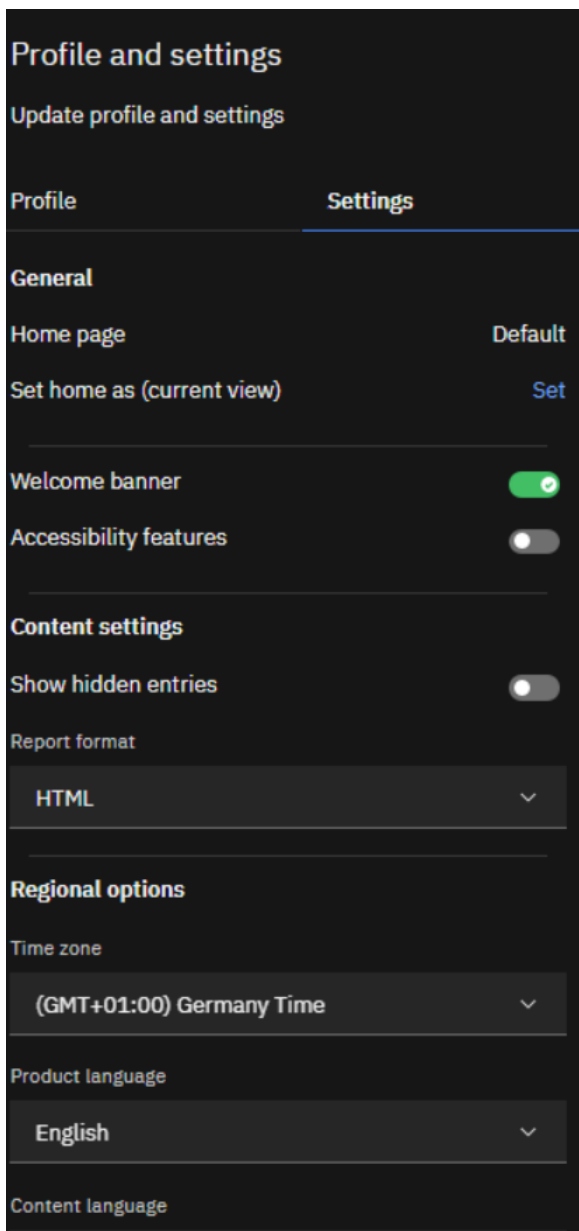 Profile and settings
Update profile and settings
Profile Settings
General
Home page Default
Set home as (current view) Set
Welcome banner
Accessibility features
Content settings
Show hidden entries
Report format
HTML
Regional options
Time zone
(GMT+01:00) Germany Time
Product language
English
Content language